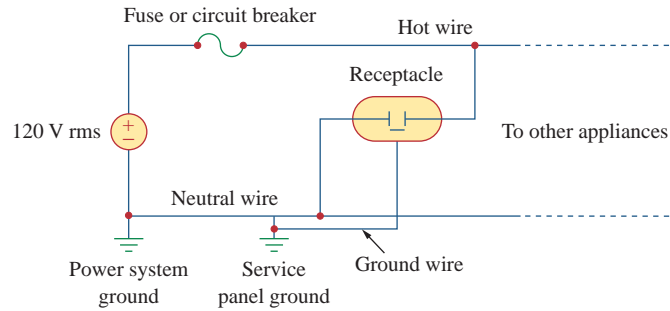 Fuse or circuit breaker
Hot wire
Receptacle
120 V rms
+
−
To other appliances
Neutral wire
Power system
ground
Service
panel ground
Ground wire